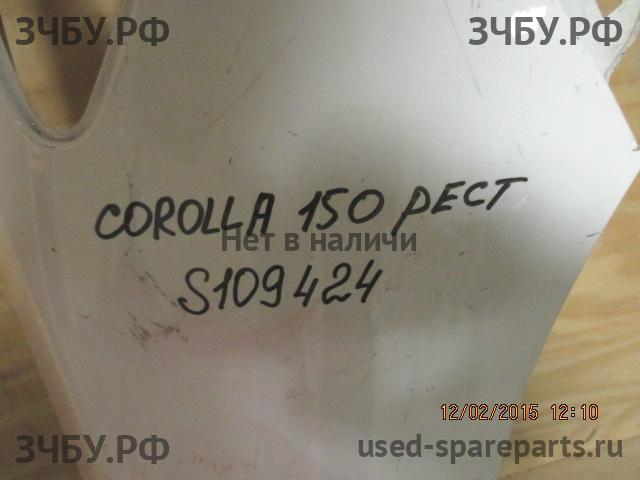 ЗЧБУ.РФ
ЗЧБУ.РФ
COROLLA 150 РЕСТ
Нет в наличи
S109424
12/02/2015 12:10
ЗЧБУ.РФ
used-spareparts.ru